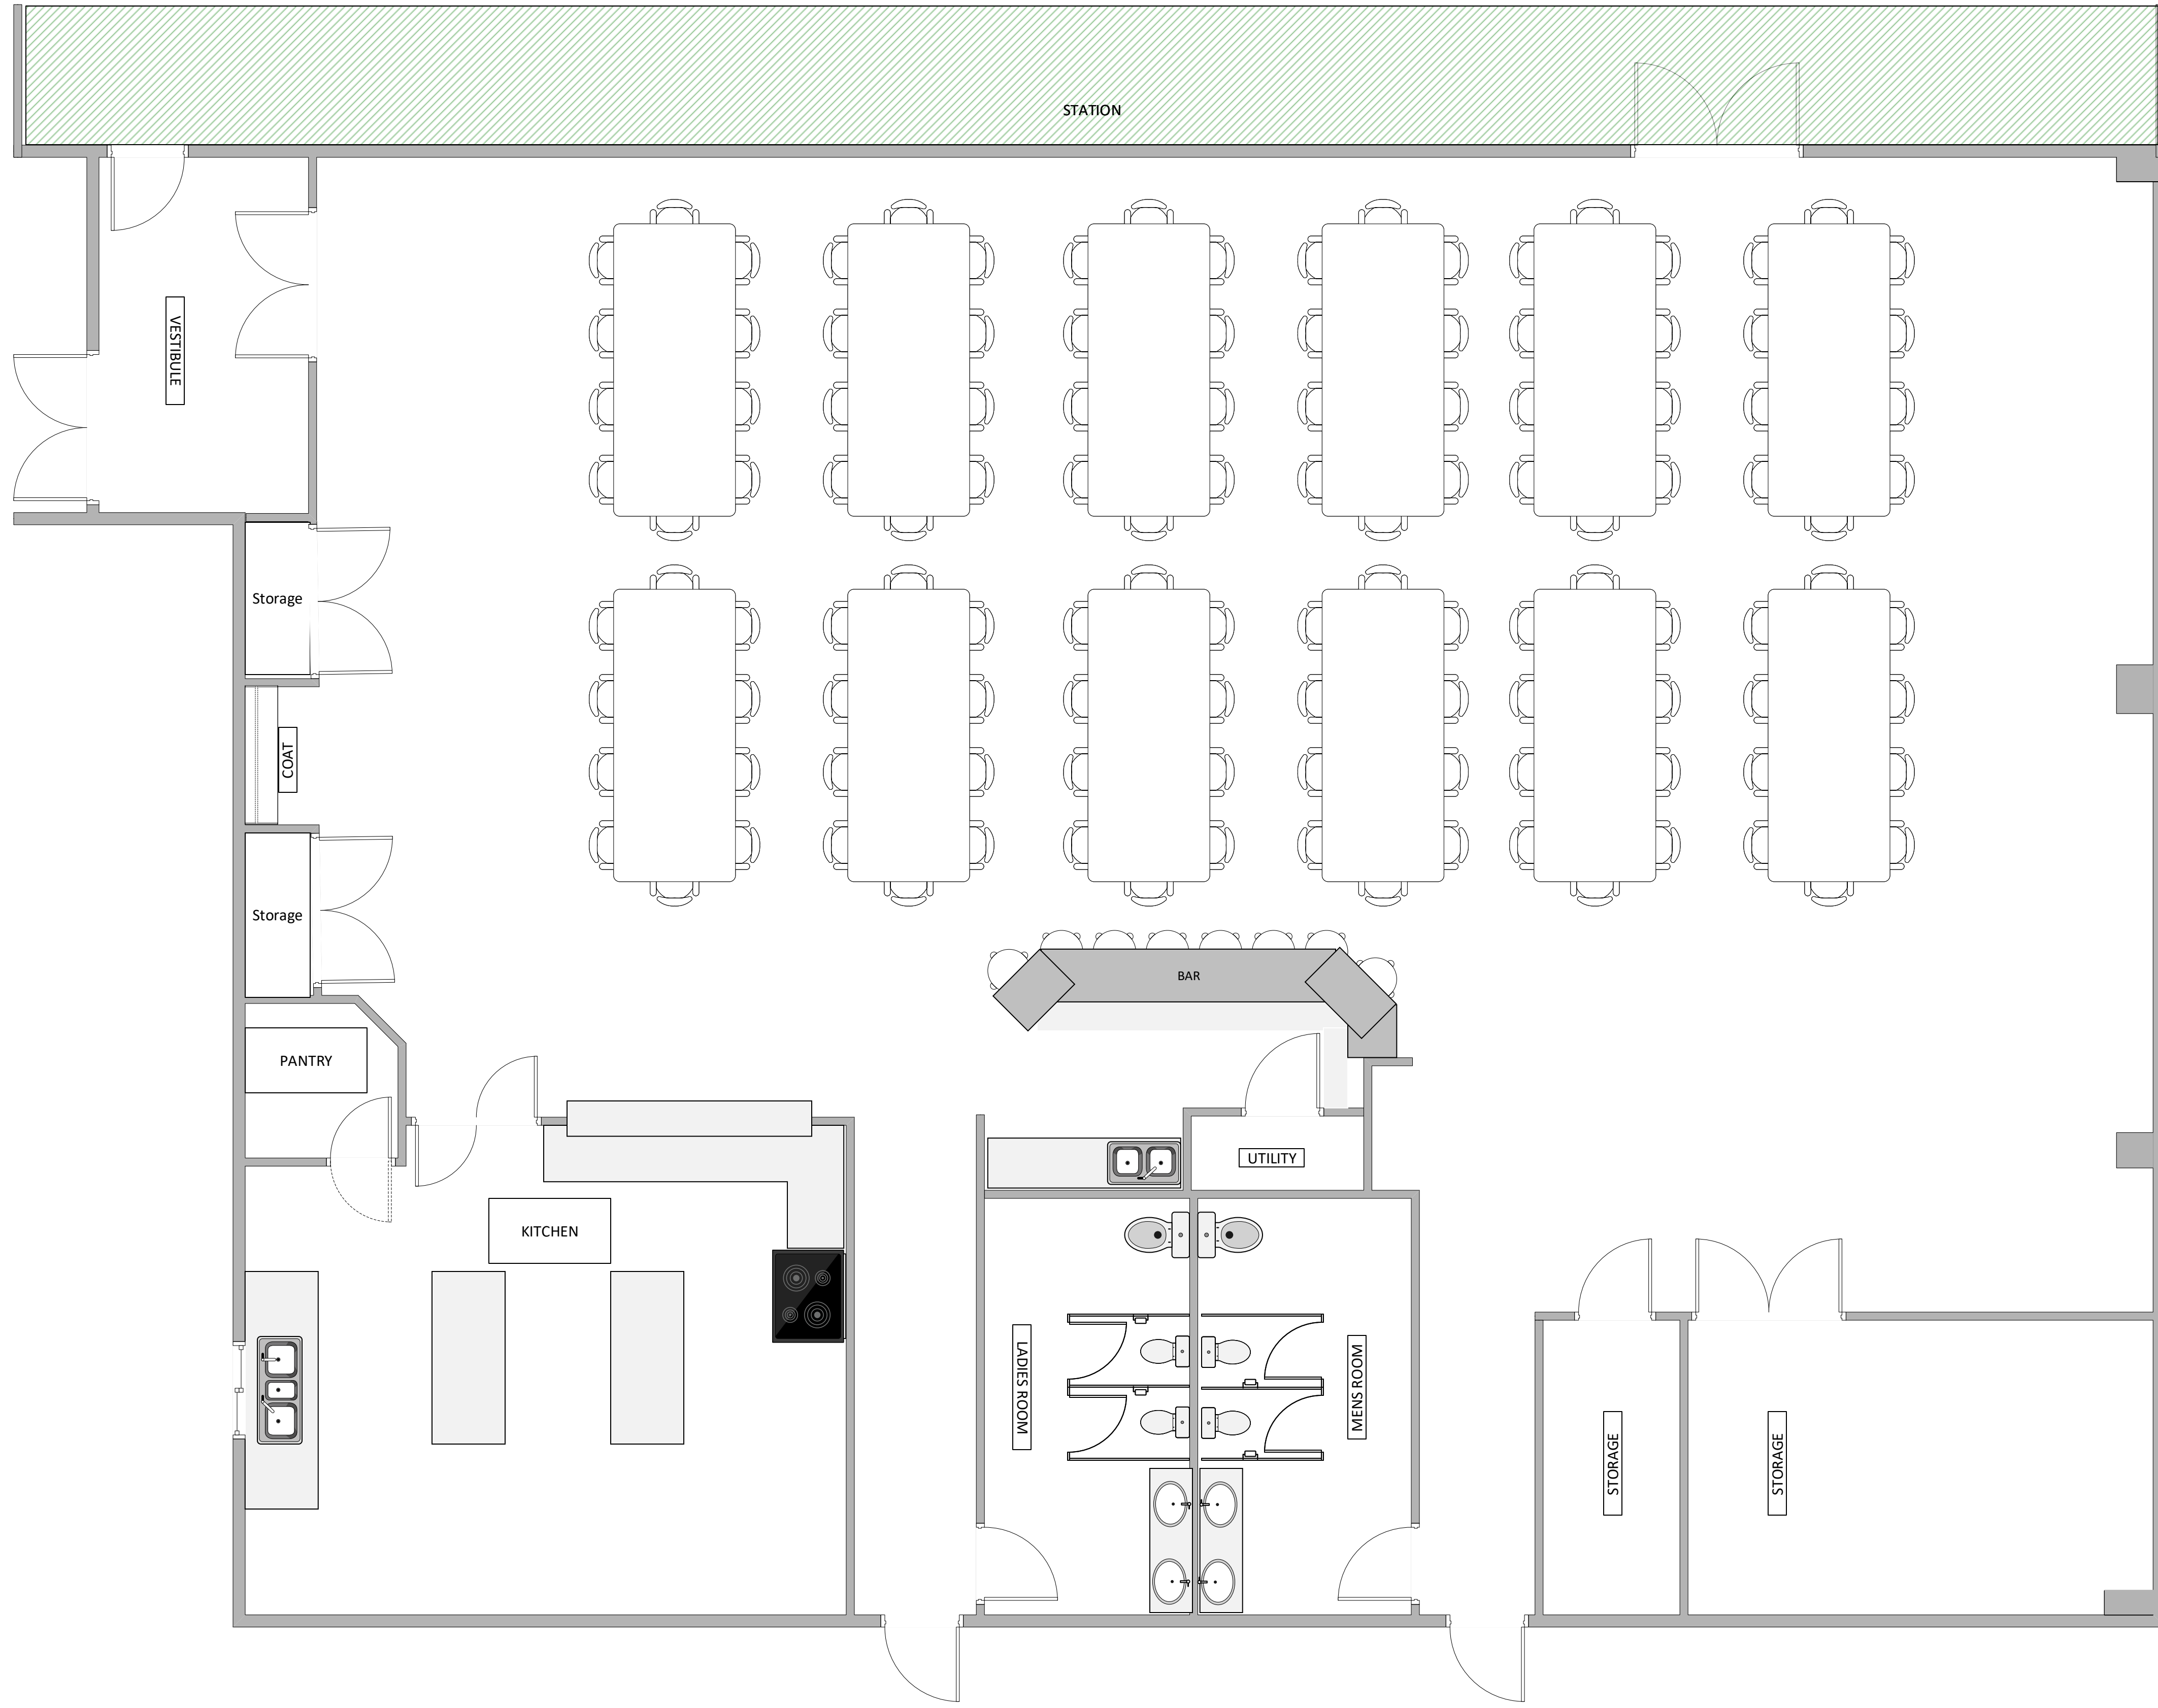 STATION
VESTIBULE
Storage
COAT
Storage
BAR
PANTRY
UTILITY
KITCHEN
LADIES ROOM
MENS ROOM
STORAGE
STORAGE